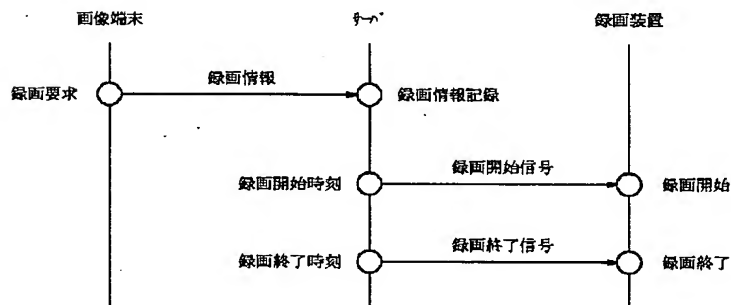 画像端末 サーバ 録画装置
録画情報
録画要求 録画情報記録
録画開始信号
録画開始時刻 録画開始
録画終了信号
録画終了時刻 録画終了